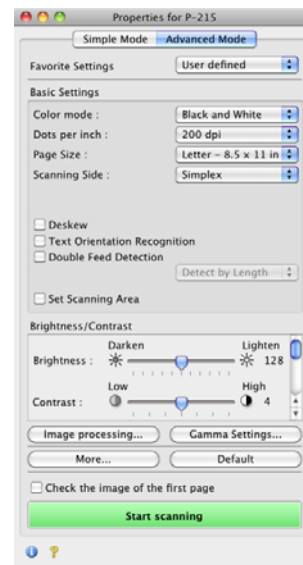 Properties for P-215
Simple Mode Advanced Mode
Favorite Settings User defined
Basic Settings
Color mode : Black and White
Dots per inch : 200 dpi
Page Size : Letter - 8.5 x 11 in
Scanning Side : Simplex
Deskew
Text Orientation Recognition
Double Feed Detection
Detect by Length
Set Scanning Area
Brightness/Contrast
Darken Lighten
Brightness : 128
Low High
Contrast : 4
Image processing... Gamma Settings...
More... Default
Check the image of the first page
Start scanning